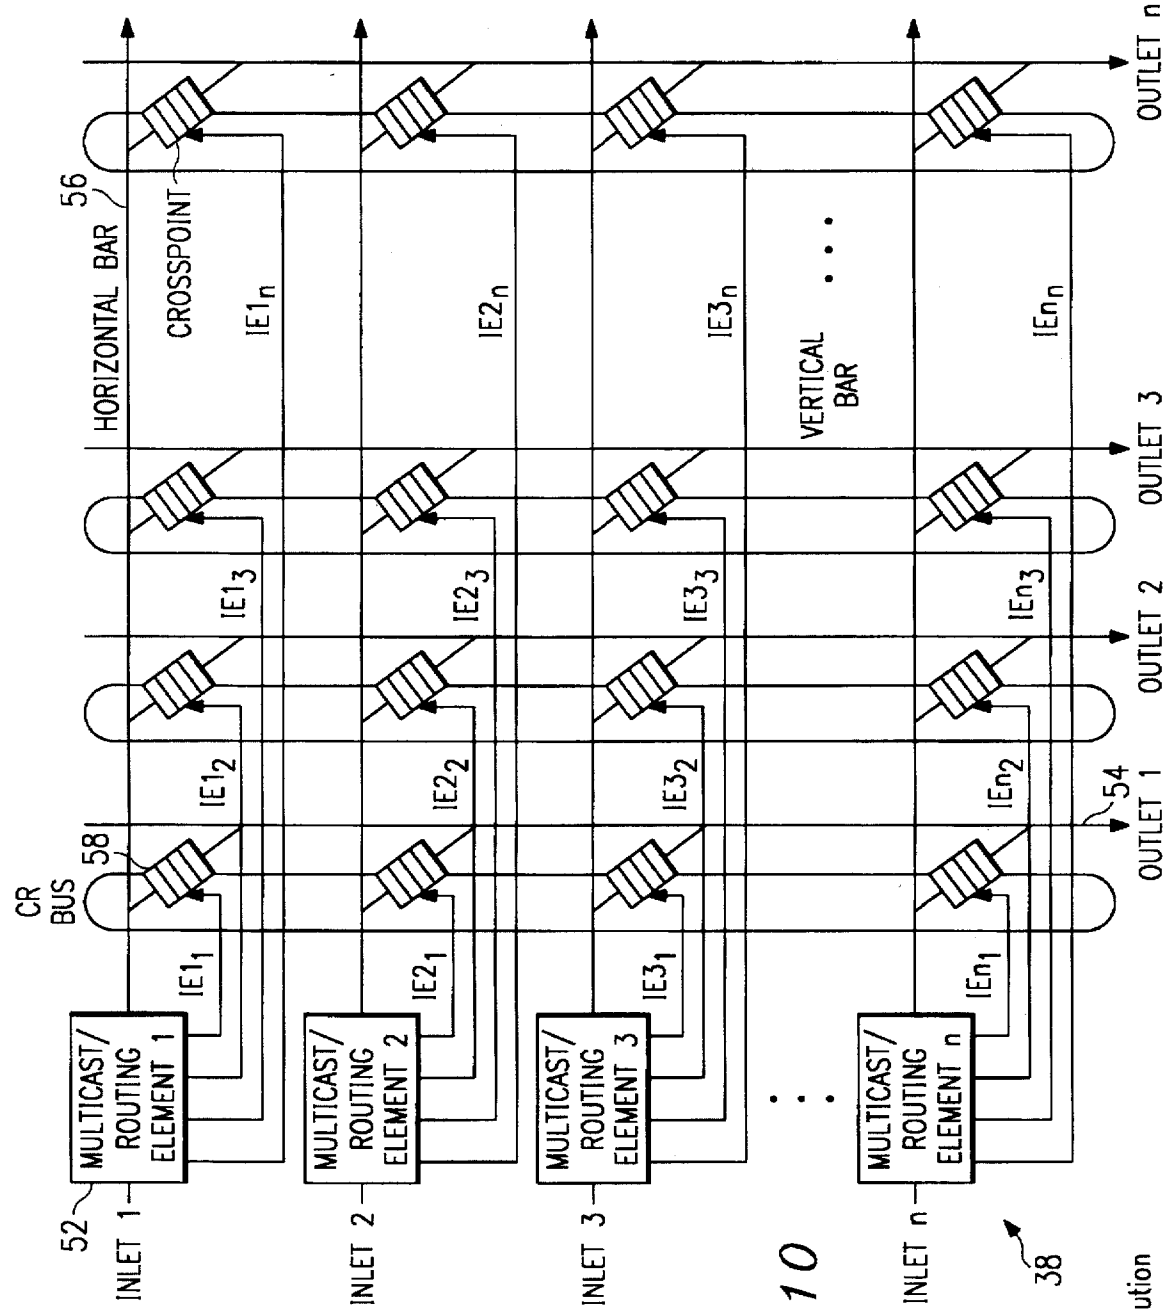 CR
BUS
58
HORIZONTAL BAR
56
CROSSPOINT
52
INLET 1
MULTICAST/
ROUTING
ELEMENT 1
IE1₁
IE1₂
IE1₃
IE1ₙ
INLET 2
MULTICAST/
ROUTING
ELEMENT 2
IE2₁
IE2₂
IE2₃
IE2ₙ
INLET 3
MULTICAST/
ROUTING
ELEMENT 3
IE3₁
IE3₂
IE3₃
IE3ₙ
VERTICAL
BAR
10
INLET n
MULTICAST/
ROUTING
ELEMENT n
IEn₁
IEn₂
IEn₃
IEnₙ
38
54
OUTLET 1
OUTLET 2
OUTLET 3
OUTLET n
ution